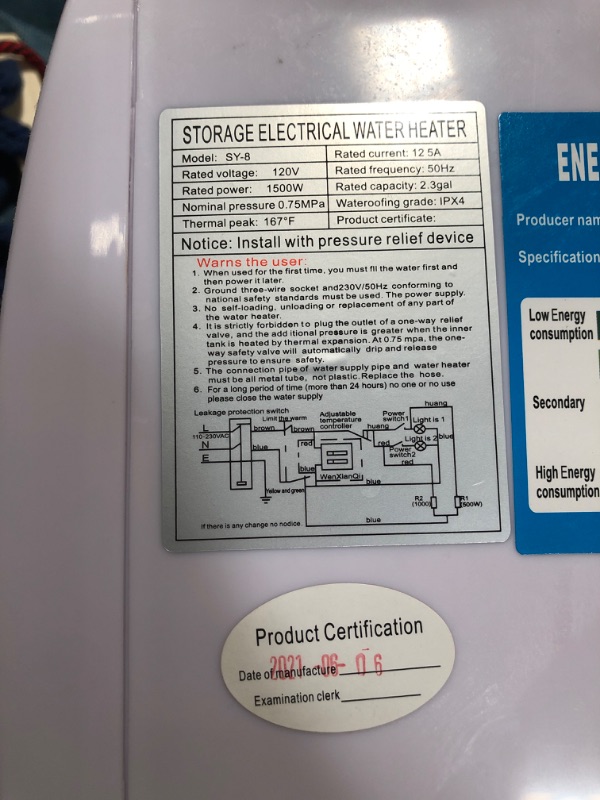 STORAGE ELECTRICAL WATER HEATER
Model: SY-8
Rated current: 12 5A
Rated voltage: 120V
Rated frequency: 50Hz
Rated power: 1500W
Rated capacity: 2.3gal
Nominal pressure 0.75MPa
Wateroofing grade: IPX4
Thermal peak: 167°F
Product certificate:
Notice: Install with pressure relief device
Warns the user:
1. When used for the first time, you must fll the water first and
then power it later.
2. Ground three-wire socket and230V/50Hz conforming to
national safety standards must be used. The power supply.
3. No self-loading, unloading or replacement of any part of
the water heater.
4. It is strictly forbidden to plug the outlet of a one-way relief
valve, and the add itional pressure is greater when the inner
tank is heated by thermal expansion. At 0.75 mpa. the one-
way safety valve will automatically drip and release
pressure to ensure safety.
5. The connection pipe of water supply pipe and water heater
must be all metal tube, not plastic. Replace the hose.
6. For a long period of time (more than 24 hours) no one or no use
please close the water supply
Leakage protection switch
Limit the warm
Adjustable
temperature
controller
Power
switch1
huang
Light is 1
L
110-230VAC
N
E
brown
brown
huang
blue
red
red
Light is 2
blue
Power
switch2
red
blue
WanXianQi
Yellow and green
blue
R2
(1000)
R1
(500W)
blue
If there is any change no notice
ENE
Producer nam
Specification
Low Energy
consumption
Secondary
High Energy
consumption
Product Certification
Date of manufacture 2021-06-06
Examination clerk